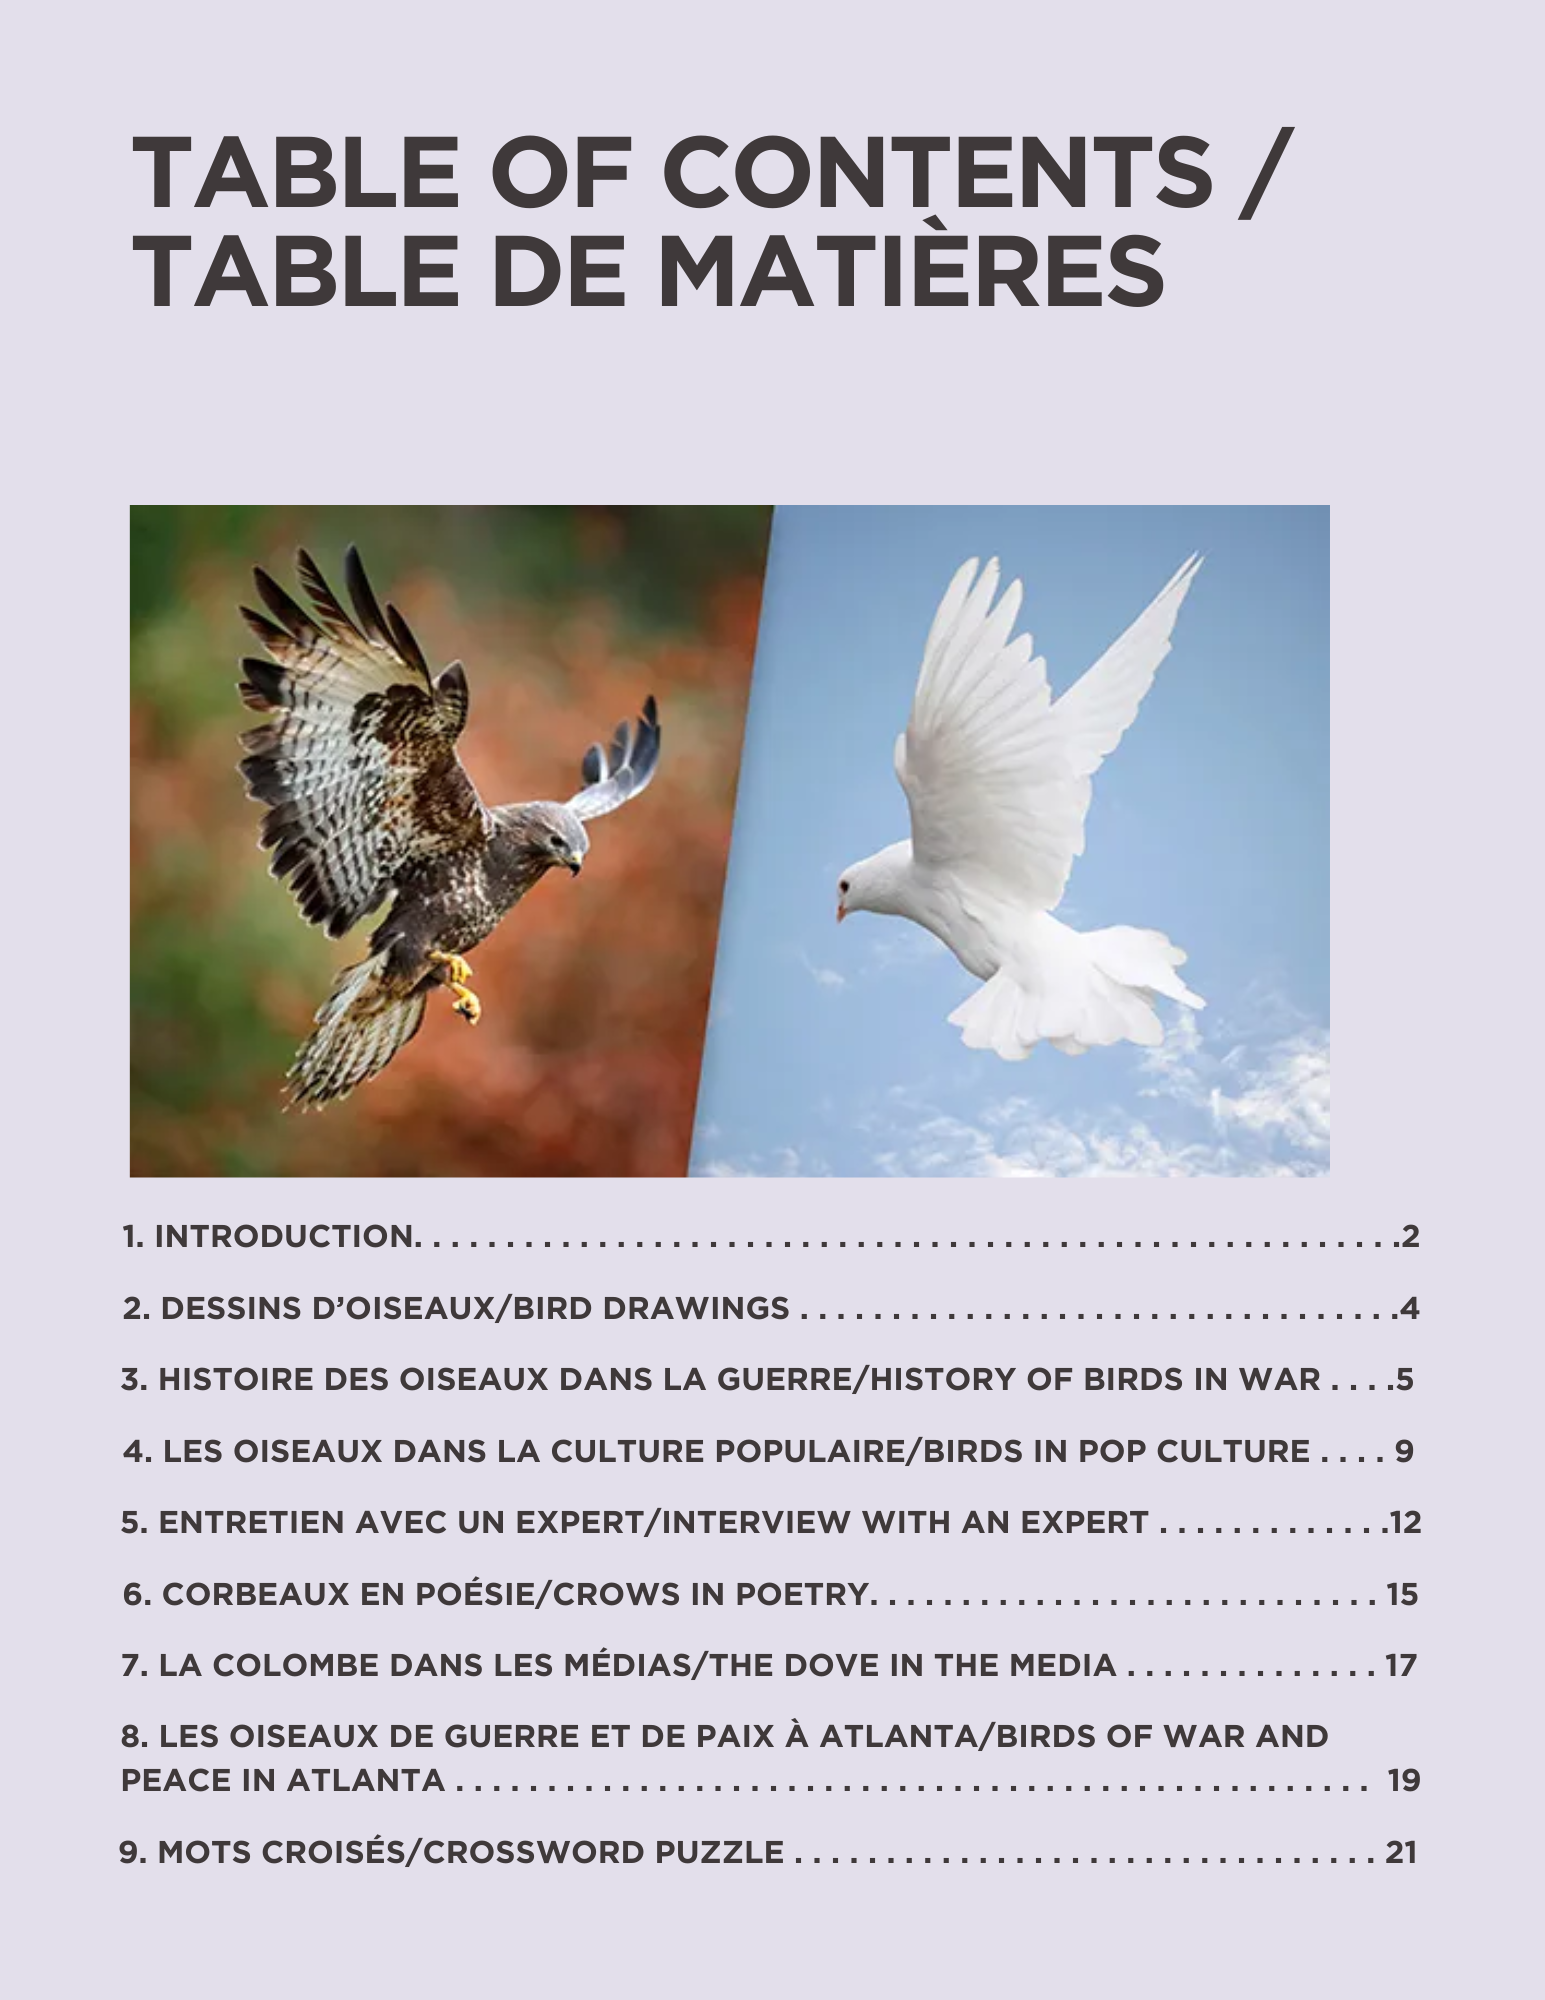 TABLE OF CONTENTS /
TABLE DE MATIÈRES
1. INTRODUCTION. . . . . . . . . . . . . . . . . . . . . . . . . . . . . . . . . . . . . . . . . . . . . . . . . . . . . .2
2. DESSINS D’OISEAUX/BIRD DRAWINGS . . . . . . . . . . . . . . . . . . . . . . . . . . . . . . . . .4
3. HISTOIRE DES OISEAUX DANS LA GUERRE/HISTORY OF BIRDS IN WAR . . . .5
4. LES OISEAUX DANS LA CULTURE POPULAIRE/BIRDS IN POP CULTURE . . . . 9
5. ENTRETIEN AVEC UN EXPERT/INTERVIEW WITH AN EXPERT . . . . . . . . . . . . .12
6. CORBEAUX EN POÉSIE/CROWS IN POETRY. . . . . . . . . . . . . . . . . . . . . . . . . . . . 15
7. LA COLOMBE DANS LES MÉDIAS/THE DOVE IN THE MEDIA . . . . . . . . . . . . . . 17
8. LES OISEAUX DE GUERRE ET DE PAIX À ATLANTA/BIRDS OF WAR AND
PEACE IN ATLANTA . . . . . . . . . . . . . . . . . . . . . . . . . . . . . . . . . . . . . . . . . . . . . . . . . . 19
9. MOTS CROISÉS/CROSSWORD PUZZLE . . . . . . . . . . . . . . . . . . . . . . . . . . . . . . . . 21